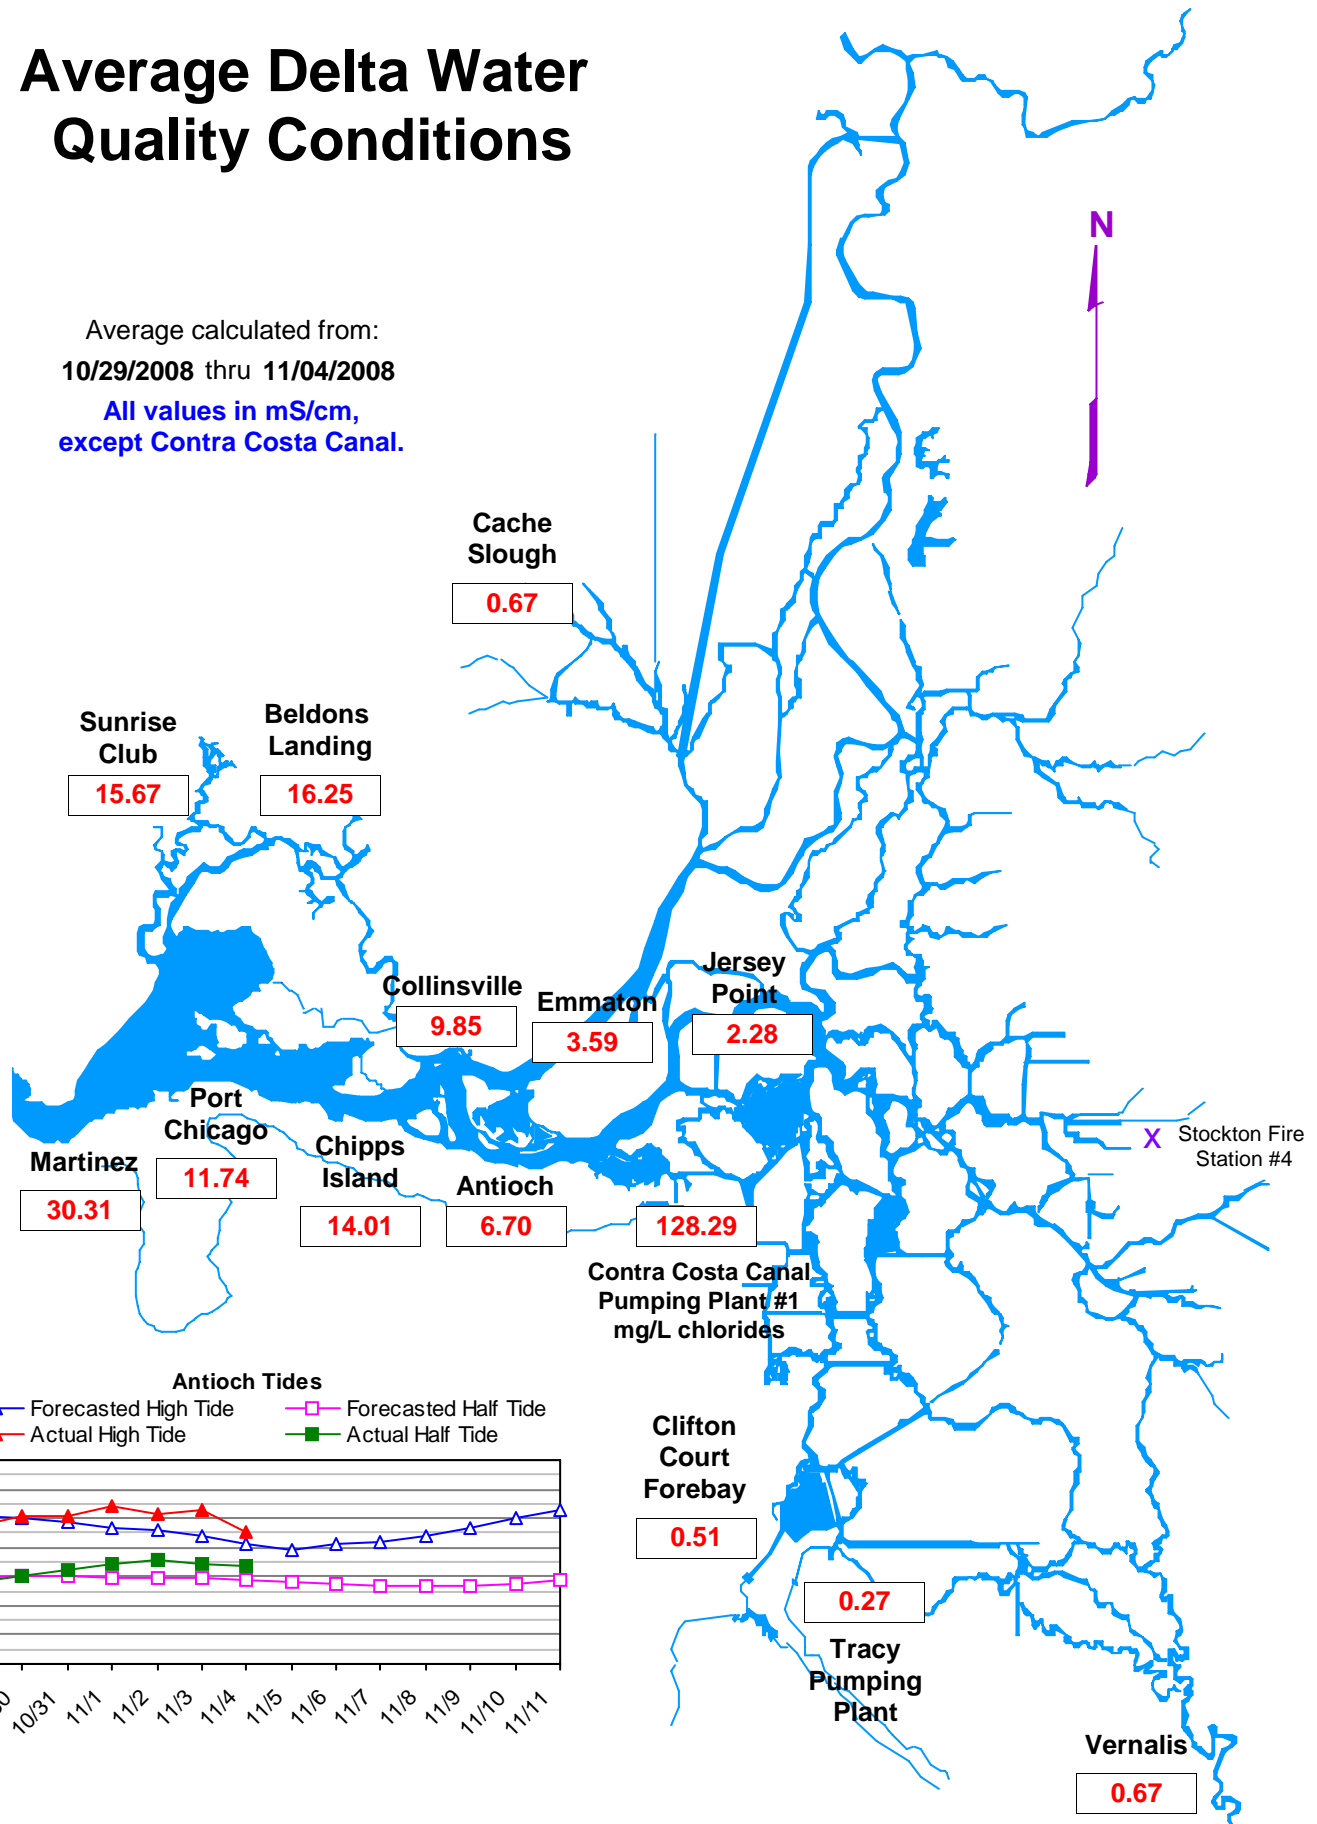 Average Delta Water
Quality Conditions
N
Average calculated from:
10/29/2008 thru 11/04/2008
All values in mS/cm,
except Contra Costa Canal.
Cache
Slough
0.67
Sunrise
Club
15.67
Beldons
Landing
16.25
Collinsville
9.85
Emmaton
3.59
Jersey
Point
2.28
Port
Chicago
11.74
Martinez
30.31
Chipps
Island
14.01
Antioch
6.70
128.29
Contra Costa Canal
Pumping Plant #1
mg/L chlorides
X
Stockton Fire
Station #4
Antioch Tides
Forecasted High Tide
Forecasted Half Tide
Actual High Tide
Actual Half Tide
10/31
11/1
11/2
11/3
11/4
11/5
11/6
11/7
11/8
11/9
11/10
11/11
Clifton
Court
Forebay
0.51
0.27
Tracy
Pumping
Plant
Vernalis
0.67